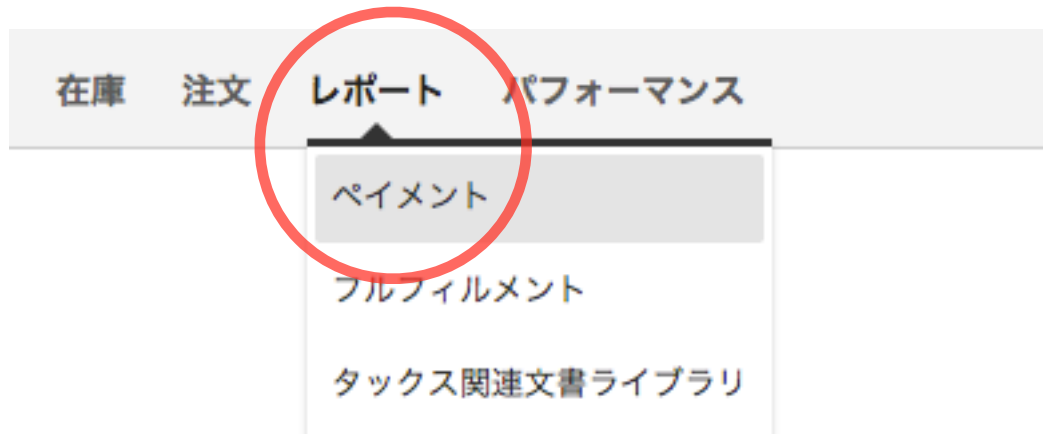 在庫 注文 レポート パフォーマンス
ペイメント
フルフィルメント
タックス関連文書ライブラリ